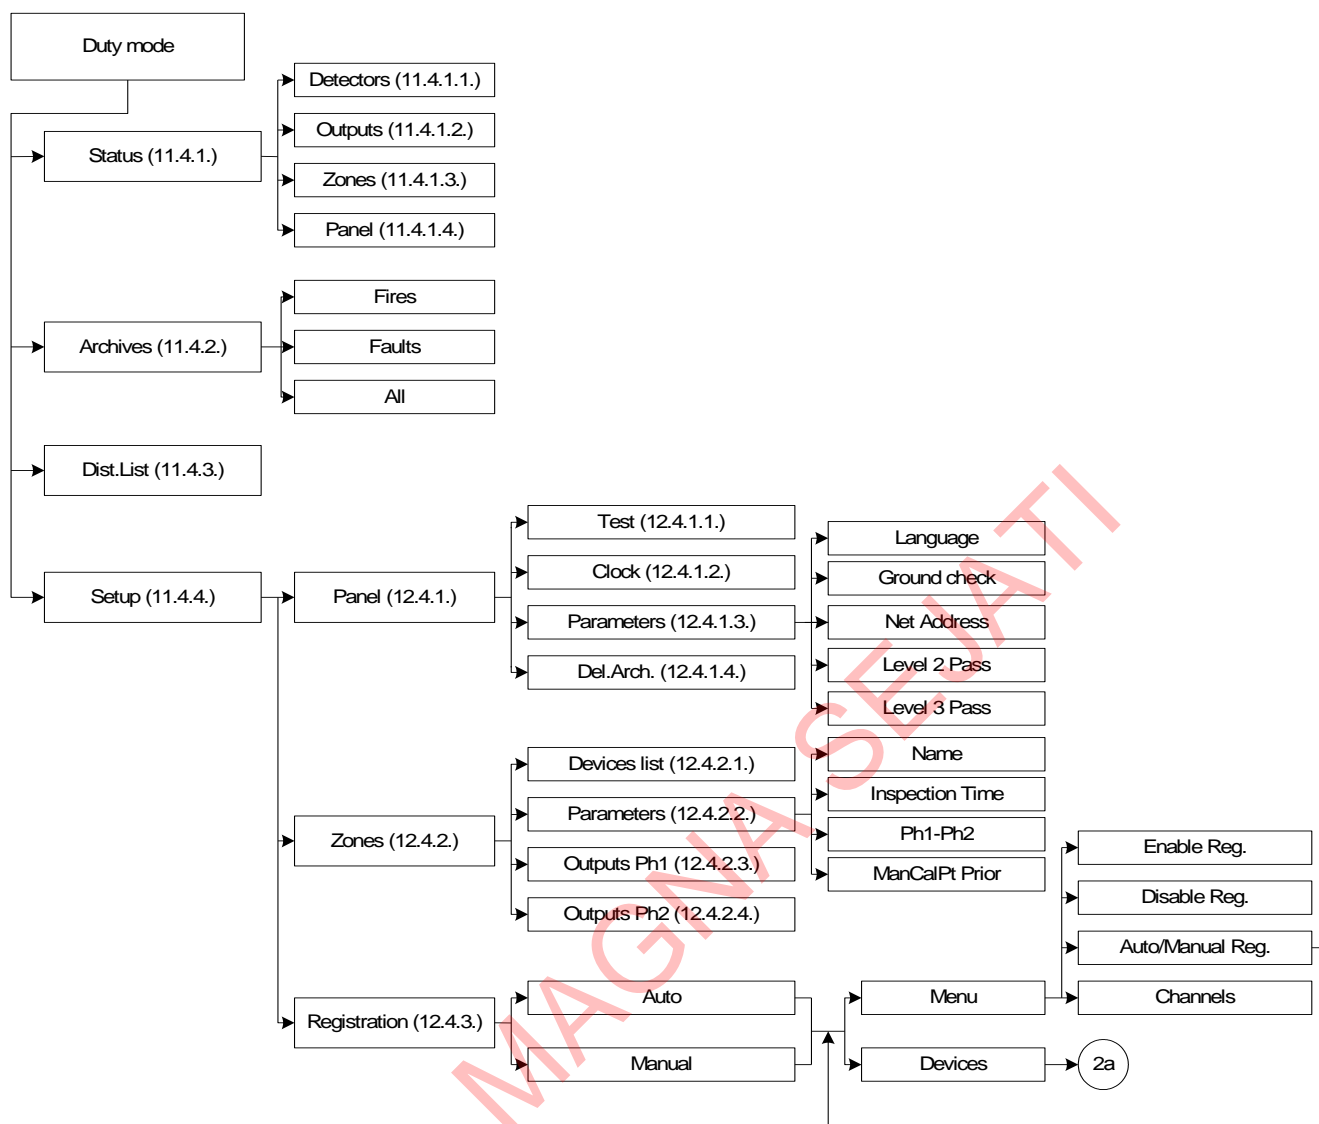 Duty mode
Status (11.4.1.)
Detectors (11.4.1.1.)
Outputs (11.4.1.2.)
Zones (11.4.1.3.)
Panel (11.4.1.4.)
Archives (11.4.2.)
Fires
Faults
All
Dist.List (11.4.3.)
Setup (11.4.4.)
Panel (12.4.1.)
Test (12.4.1.1.)
Clock (12.4.1.2.)
Parameters (12.4.1.3.)
Del.Arch. (12.4.1.4.)
Language
Ground check
Net Address
Level 2 Pass
Level 3 Pass
Zones (12.4.2.)
Devices list (12.4.2.1.)
Parameters (12.4.2.2.)
Outputs Ph1 (12.4.2.3.)
Outputs Ph2 (12.4.2.4.)
Name
Inspection Time
Ph1-Ph2
ManCalPt Prior
Registration (12.4.3.)
Auto
Manual
Menu
Devices
Enable Reg.
Disable Reg.
Auto/Manual Reg.
Channels
2a
MAGNA SEJATI